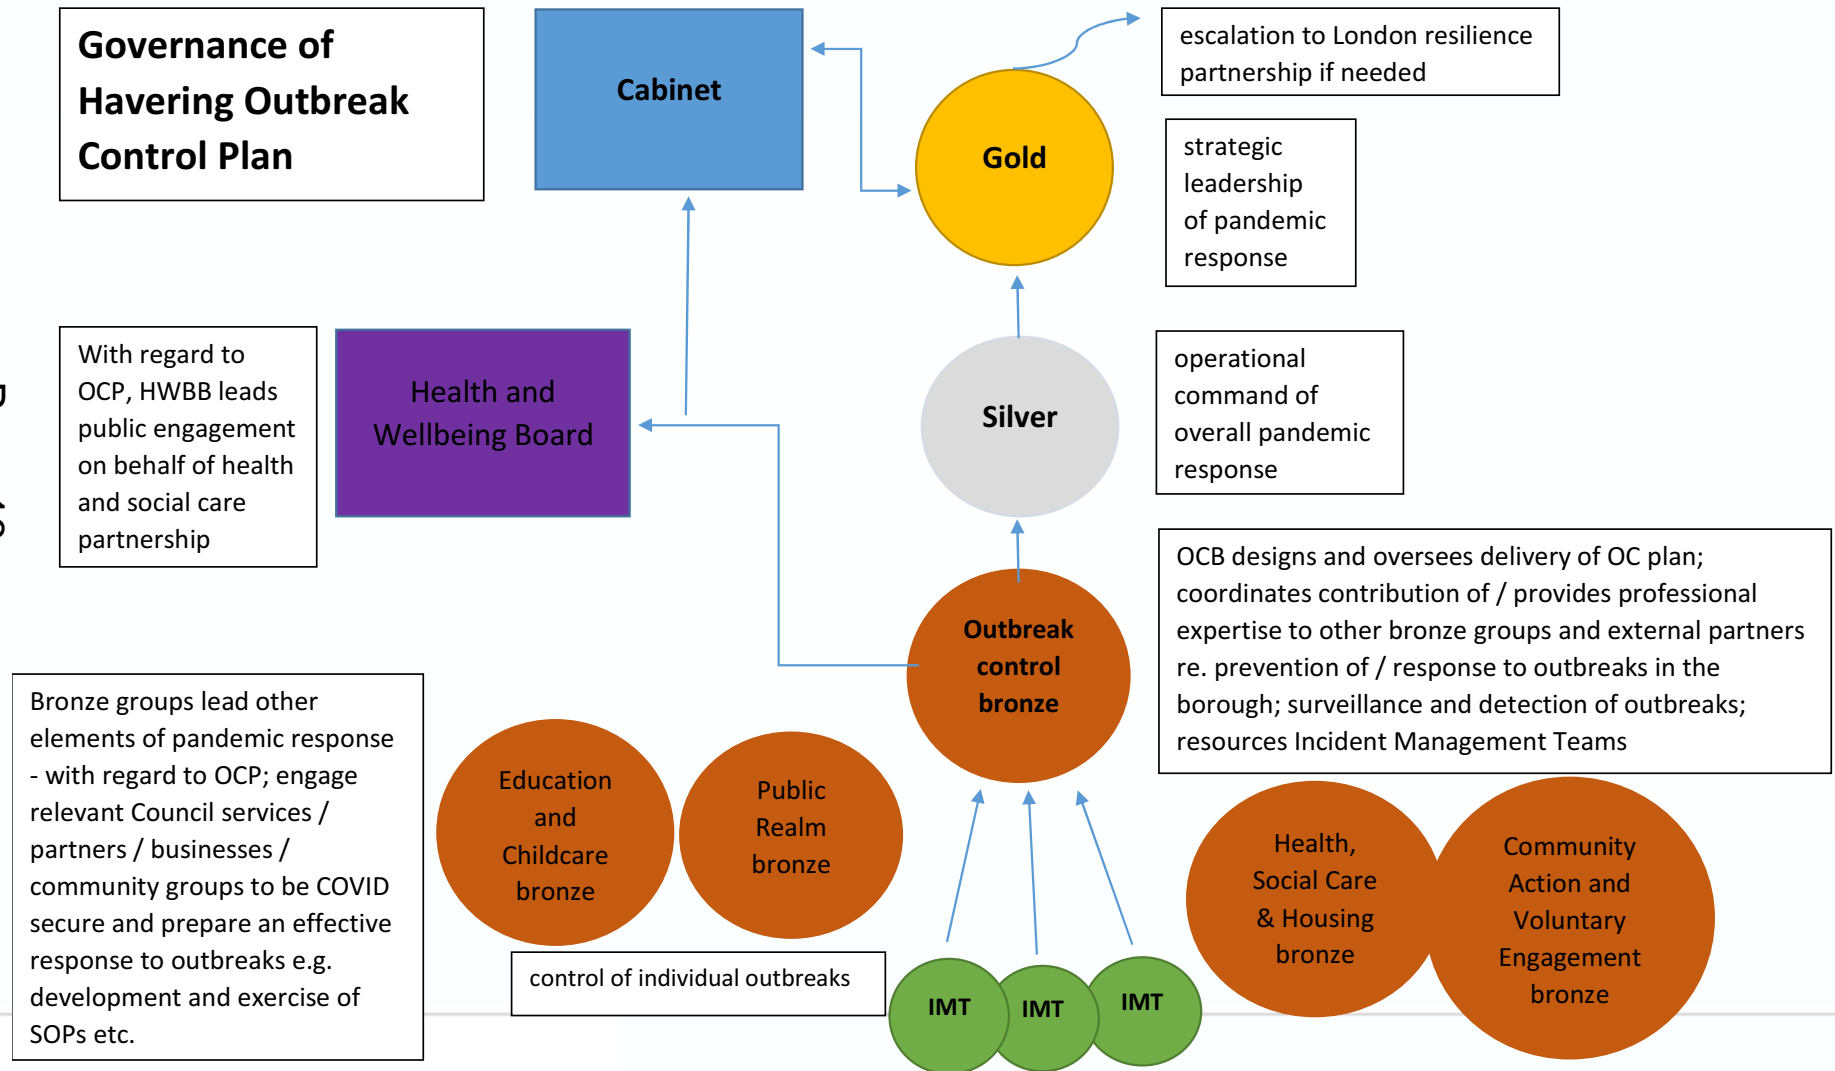 Governance of
Havering Outbreak
Control Plan
Cabinet
Gold
escalation to London resilience
partnership if needed
strategic
leadership
of pandemic
response
With regard to
OCP, HWBB leads
public engagement
on behalf of health
and social care
partnership
Health and
Wellbeing Board
Silver
operational
command of
overall pandemic
response
Outbreak
control
bronze
OCB designs and oversees delivery of OC plan;
coordinates contribution of / provides professional
expertise to other bronze groups and external partners
re. prevention of / response to outbreaks in the
borough; surveillance and detection of outbreaks;
resources Incident Management Teams
Bronze groups lead other
elements of pandemic response
- with regard to OCP; engage
relevant Council services /
partners / businesses /
community groups to be COVID
secure and prepare an effective
response to outbreaks e.g.
development and exercise of
SOPs etc.
Education
and
Childcare
bronze
Public
Realm
bronze
Health,
Social Care
& Housing
bronze
Community
Action and
Voluntary
Engagement
bronze
control of individual outbreaks
IMT
IMT
IMT